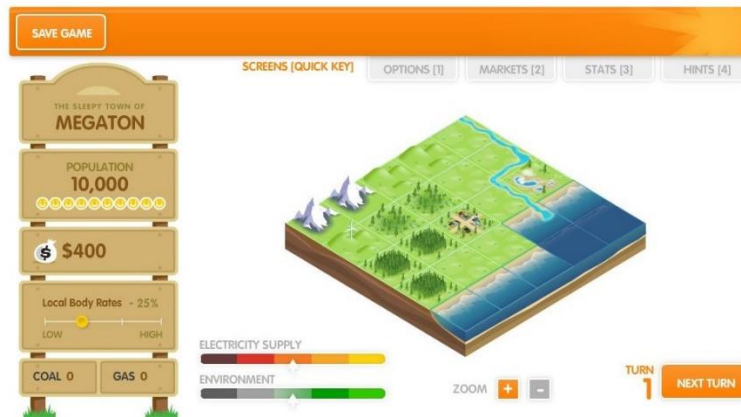 SAVE GAME
SCREENS [QUICK KEY]
OPTIONS [1]
MARKETS [2]
STATS [3]
HINTS [4]
THE SLEEPY TOWN OF
MEGATON
POPULATION
10,000
$
$400
Local Body Rates - 25%
LOW HIGH
COAL 0 GAS 0
ELECTRICITY SUPPLY
ENVIRONMENT
ZOOM + -
TURN
1
NEXT TURN